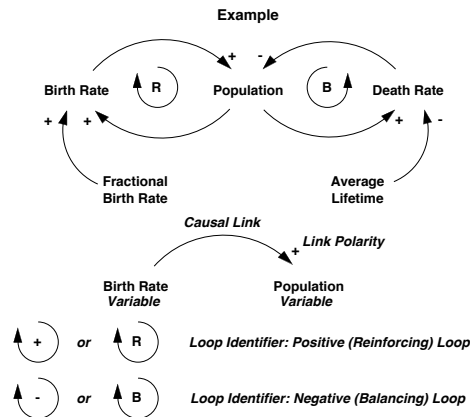 Example
+ -
Birth Rate R Population B Death Rate
+ + + -
Fractional Average
Birth Rate Lifetime
Causal Link
+ Link Polarity
Birth Rate Population
Variable Variable
+ or R Loop Identifier: Positive (Reinforcing) Loop
- or B Loop Identifier: Negative (Balancing) Loop